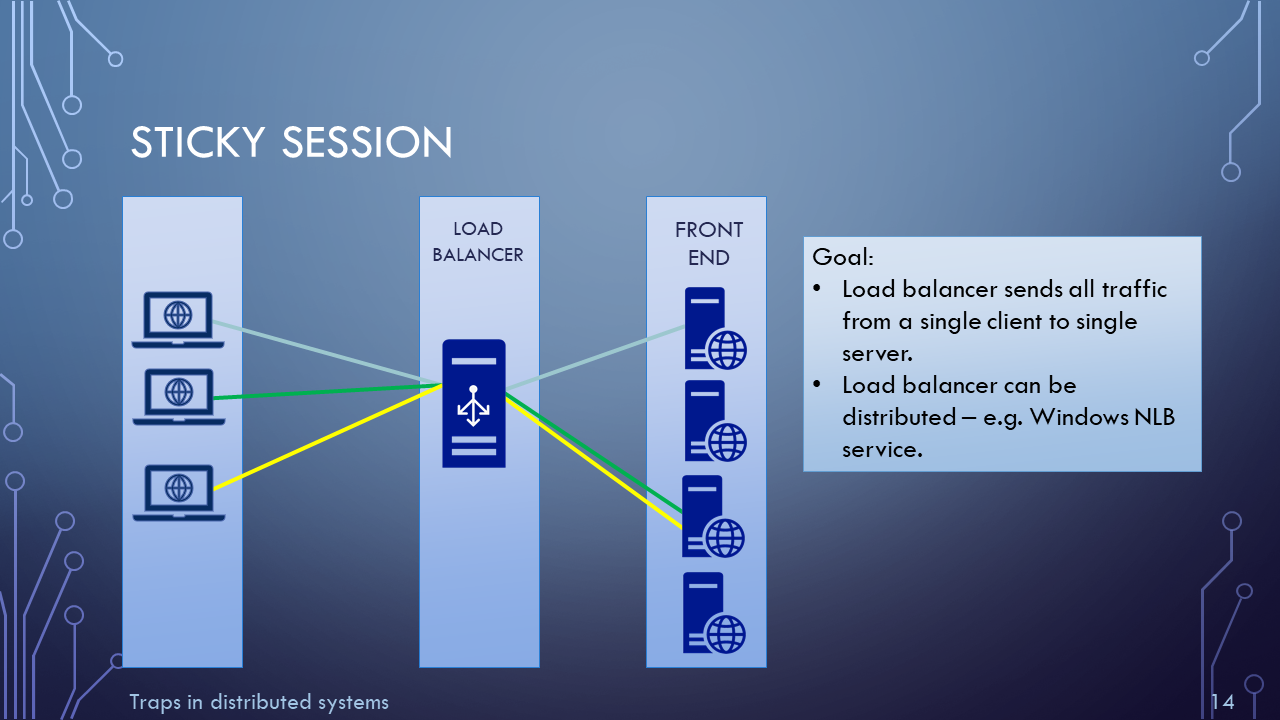 STICKY SESSION
LOAD
BALANCER
FRONT
END
Goal:
• Load balancer sends all traffic
from a single client to single
server.
• Load balancer can be
distributed – e.g. Windows NLB
service.
Traps in distributed systems
14